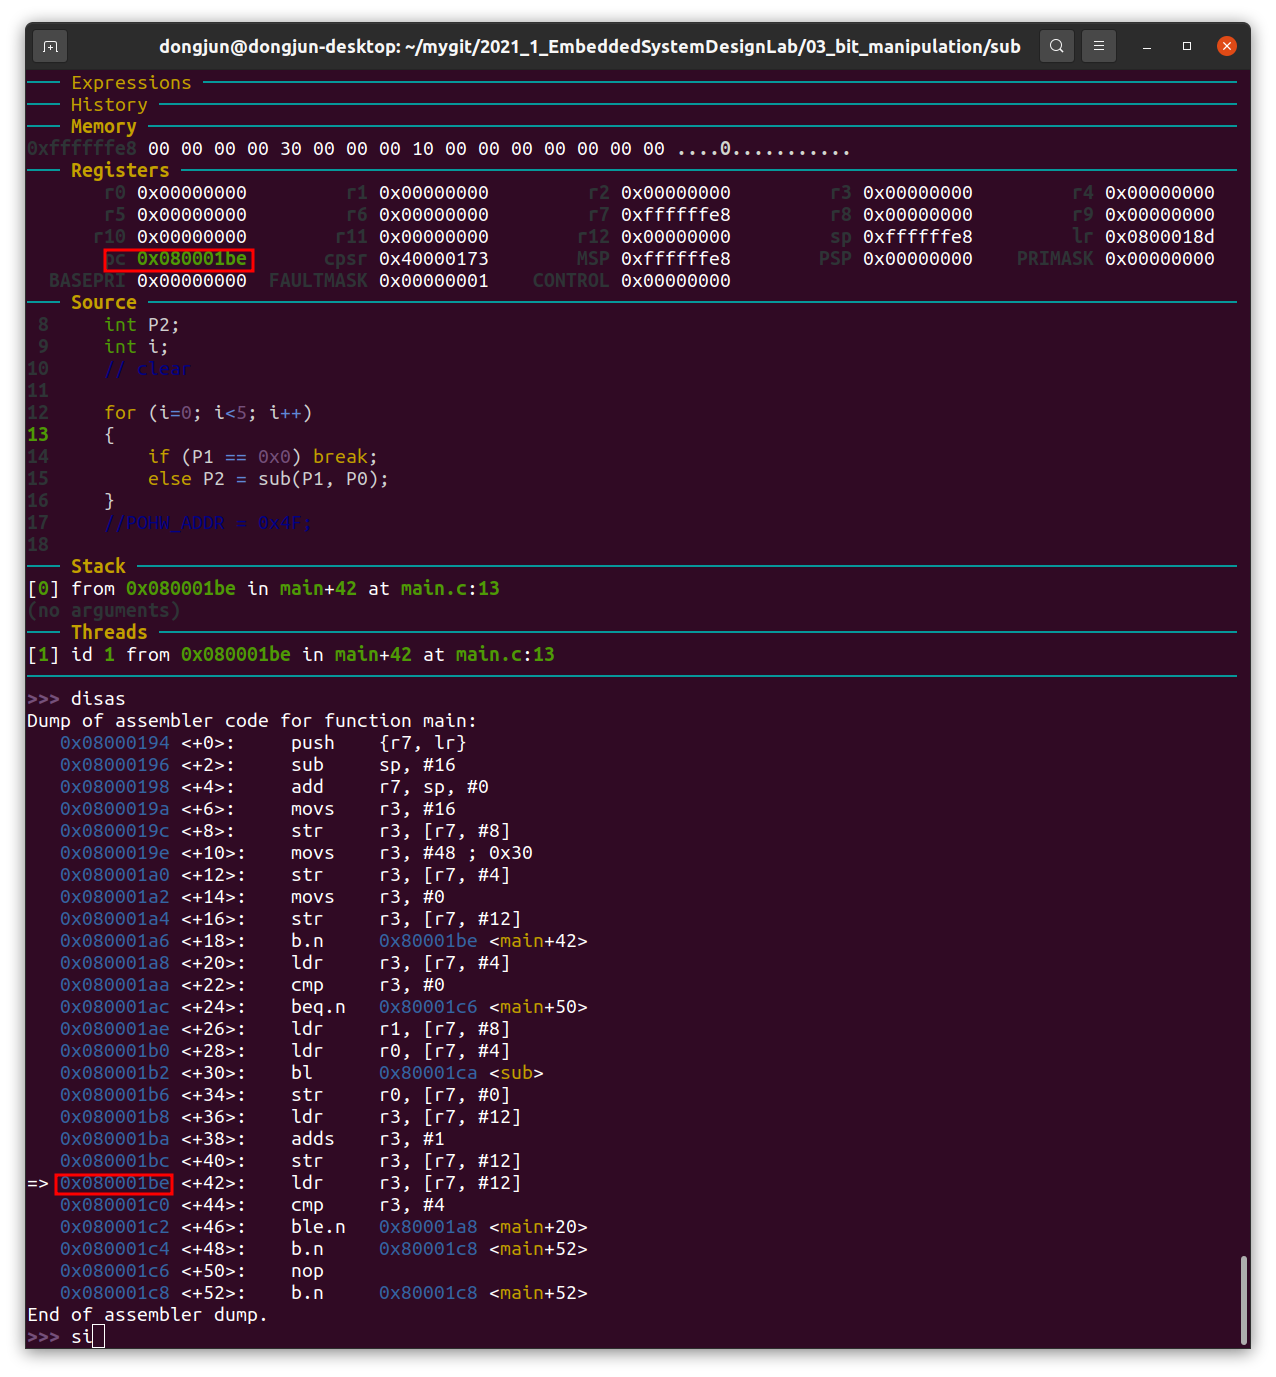 dongjun@dongjun-desktop: ~/mygit/2021_1_EmbeddedSystemDesignLab/03_bit_manipulation/sub
Expressions
History
Memory
0xffffffe8 00 00 00 00 30 00 00 00 10 00 00 00 00 00 00 00 ....0...........
Registers
r0 0x00000000 r1 0x00000000 r2 0x00000000 r3 0x00000000 r4 0x00000000
r5 0x00000000 r6 0x00000000 r7 0xffffffe8 r8 0x00000000 r9 0x00000000
r10 0x00000000 r11 0x00000000 r12 0x00000000 sp 0xffffffe8 lr 0x0800018d
pc 0x080001be cpsr 0x40000173 MSP 0xffffffe8 PSP 0x00000000 PRIMASK 0x00000000
BASEPRI 0x00000000 FAULTMASK 0x00000001 CONTROL 0x00000000
Source
8 int P2;
9 int i;
10 // clear
11
12 for (i=0; i<5; i++)
13 {
14 if (P1 == 0x0) break;
15 else P2 = sub(P1, P0);
16 }
17 //POHW_ADDR = 0x4F;
18
Stack
[0] from 0x080001be in main+42 at main.c:13
(no arguments)
Threads
[1] id 1 from 0x080001be in main+42 at main.c:13
>>> disas
Dump of assembler code for function main:
0x08000194 <+0>: push {r7, lr}
0x08000196 <+2>: sub sp, #16
0x08000198 <+4>: add r7, sp, #0
0x0800019a <+6>: movs r3, #16
0x0800019c <+8>: str r3, [r7, #8]
0x0800019e <+10>: movs r3, #48 ; 0x30
0x080001a0 <+12>: str r3, [r7, #4]
0x080001a2 <+14>: movs r3, #0
0x080001a4 <+16>: str r3, [r7, #12]
0x080001a6 <+18>: b.n 0x80001be <main+42>
0x080001a8 <+20>: ldr r3, [r7, #4]
0x080001aa <+22>: cmp r3, #0
0x080001ac <+24>: beq.n 0x80001c6 <main+50>
0x080001ae <+26>: ldr r1, [r7, #8]
0x080001b0 <+28>: ldr r0, [r7, #4]
0x080001b2 <+30>: bl 0x80001ca <sub>
0x080001b6 <+34>: str r0, [r7, #0]
0x080001b8 <+36>: ldr r3, [r7, #12]
0x080001ba <+38>: adds r3, #1
0x080001bc <+40>: str r3, [r7, #12]
=> 0x080001be <+42>: ldr r3, [r7, #12]
0x080001c0 <+44>: cmp r3, #4
0x080001c2 <+46>: ble.n 0x80001a8 <main+20>
0x080001c4 <+48>: b.n 0x80001c8 <main+52>
0x080001c6 <+50>: nop
0x080001c8 <+52>: b.n 0x80001c8 <main+52>
End of assembler dump.
>>> si